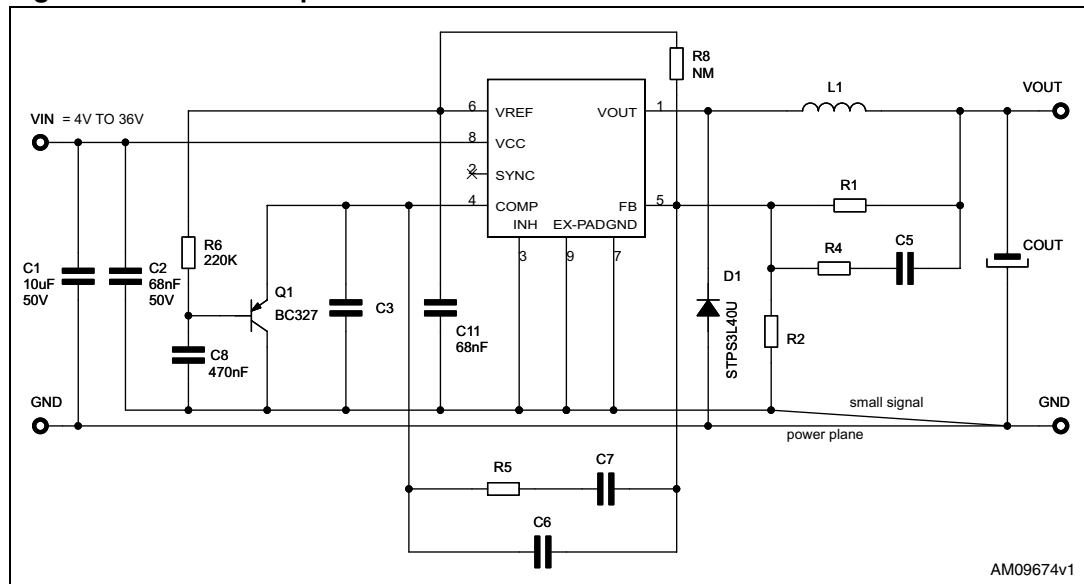 R8
NM
L1
VOUT
VIN = 4V TO 36V
6
VREF
VOUT
1
8
VCC
2
SYNC
4
COMP
FB
5
INH
EX-PAD
GND
3
9
7
R1
R6
220K
R4
C5
COUT
C1
10uF
50V
C2
68nF
50V
Q1
BC327
C3
C11
68nF
D1
STPS3L40U
R2
C8
470nF
GND
small signal
GND
power plane
R5
C7
C6
AM09674v1